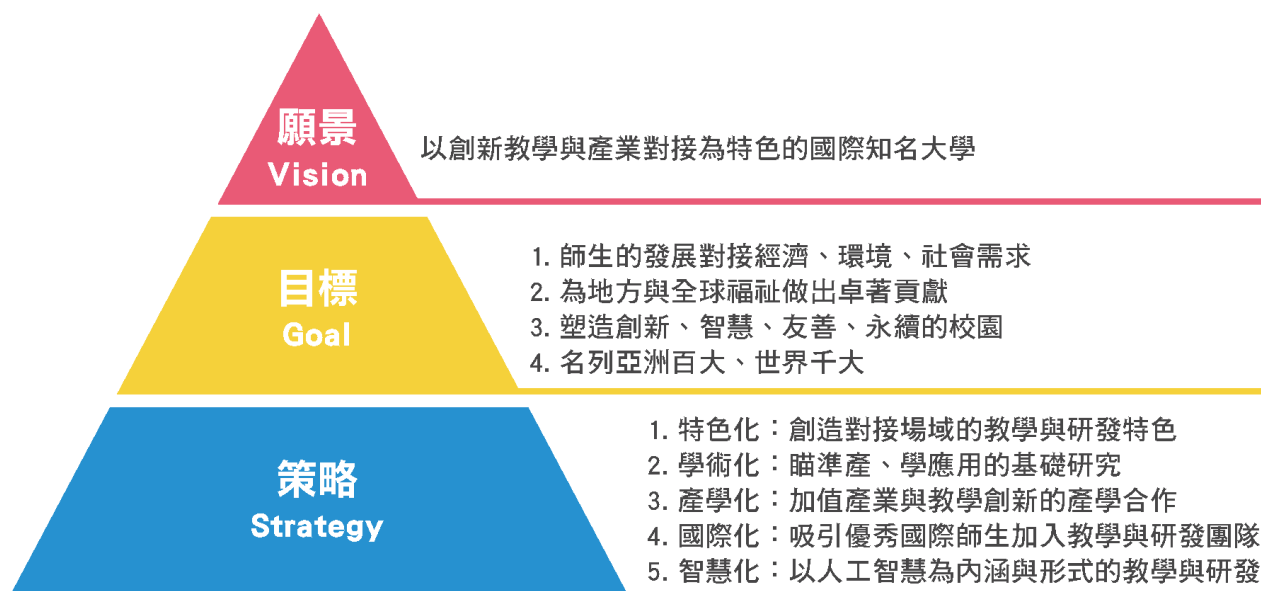 願景
Vision
以創新教學與產業對接為特色的國際知名大學
目標
Goal
1. 師生的發展對接經濟、環境、社會需求
2. 為地方與全球福祉做出卓著貢獻
3. 塑造創新、智慧、友善、永續的校園
4. 名列亞洲百大、世界千大
策略
Strategy
1. 特色化：創造對接場域的教學與研發特色
2. 學術化：瞄準產、學應用的基礎研究
3. 產學化：加值產業與教學創新的產學合作
4. 國際化：吸引優秀國際師生加入教學與研發團隊
5. 智慧化：以人工智慧為內涵與形式的教學與研發